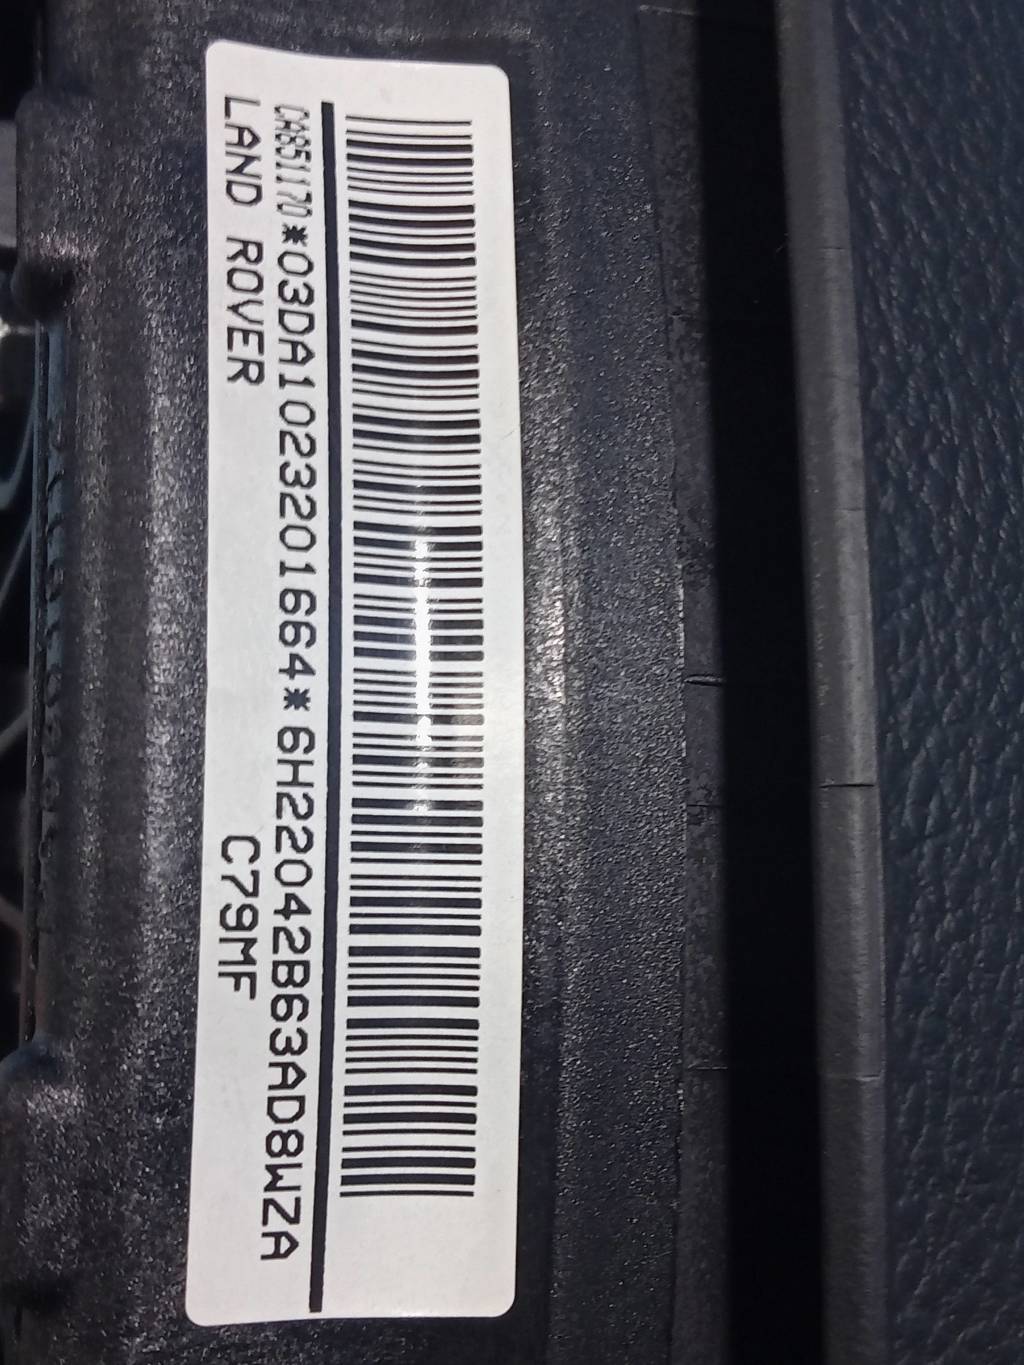 CA851170*03DA1023201664*6H22042B63AD8WZA
LAND ROVER C79MF